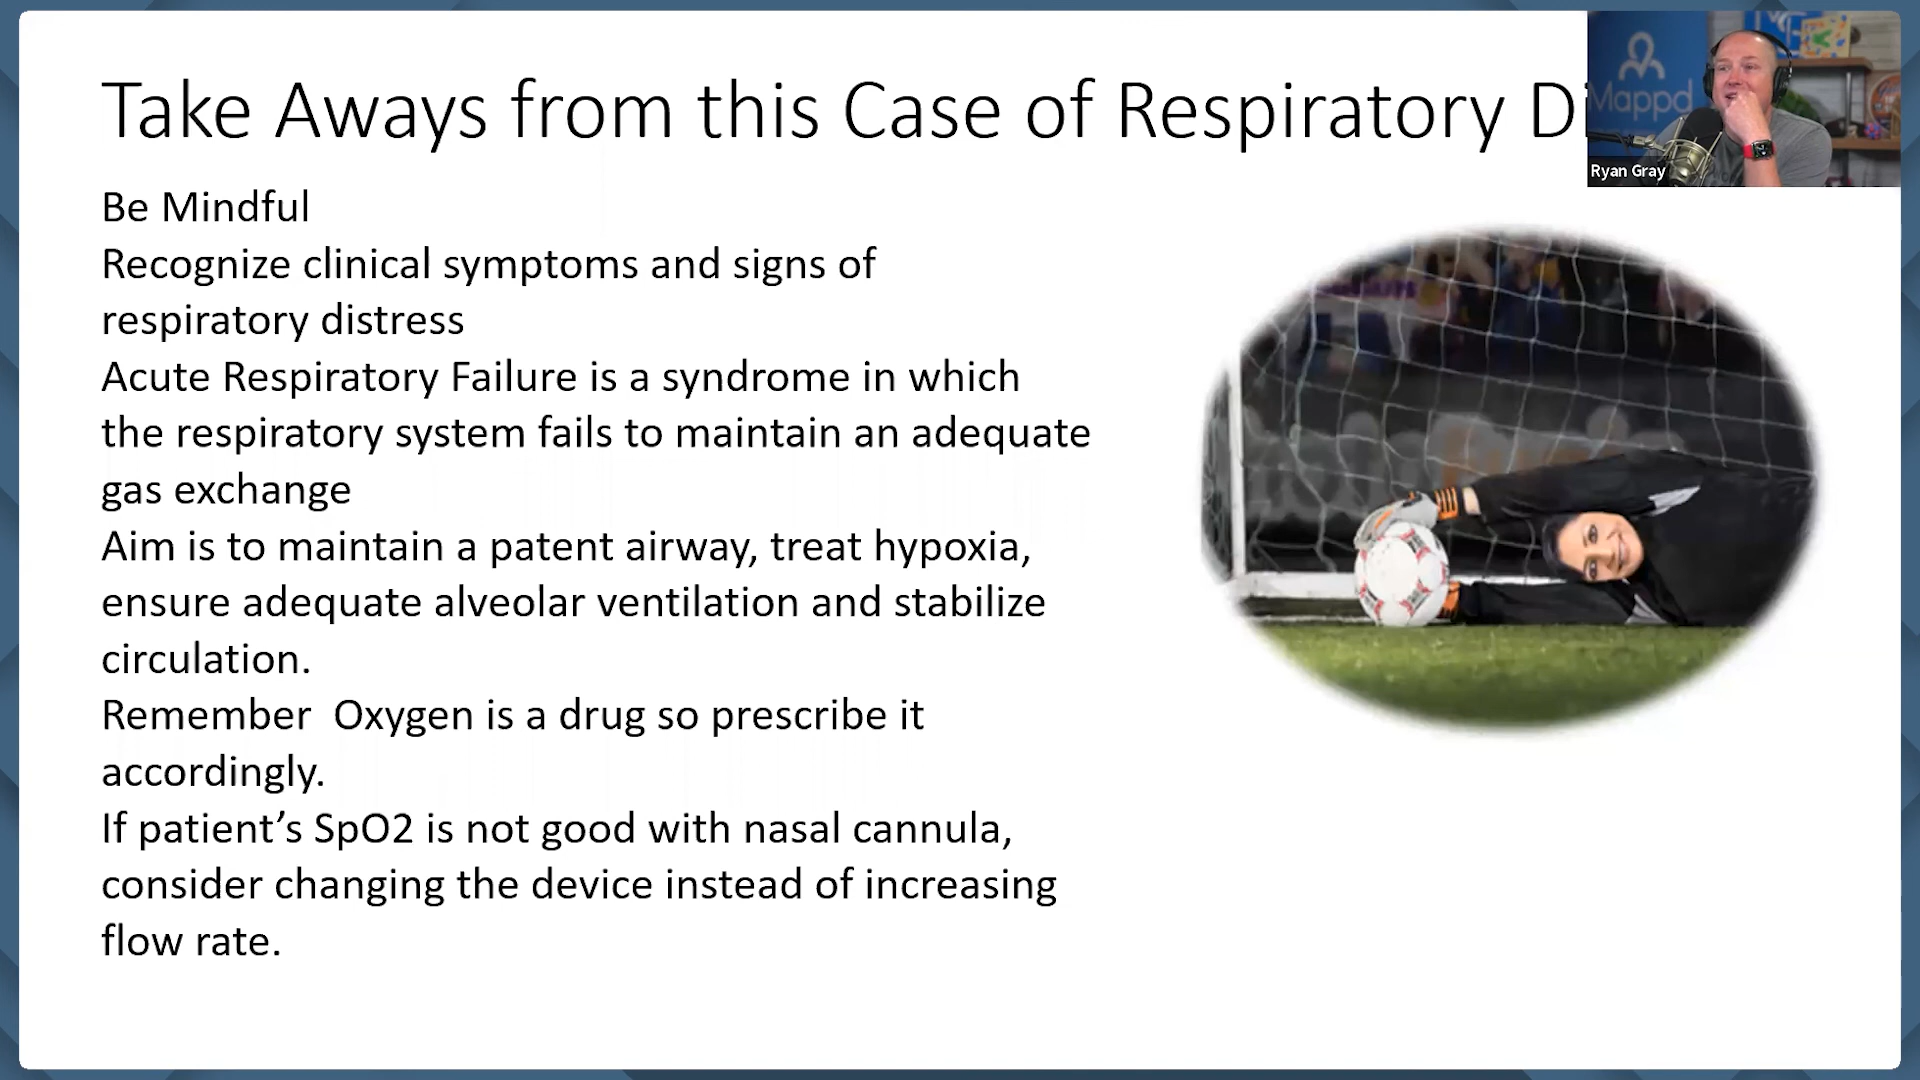 Take Aways from this Case of Respiratory Di
Mappd
Ryan Gray
Be Mindful
Recognize clinical symptoms and signs of
respiratory distress
Acute Respiratory Failure is a syndrome in which
the respiratory system fails to maintain an adequate
gas exchange
Aim is to maintain a patent airway, treat hypoxia,
ensure adequate alveolar ventilation and stabilize
circulation.
Remember  Oxygen is a drug so prescribe it
accordingly.
If patient’s SpO2 is not good with nasal cannula,
consider changing the device instead of increasing
flow rate.